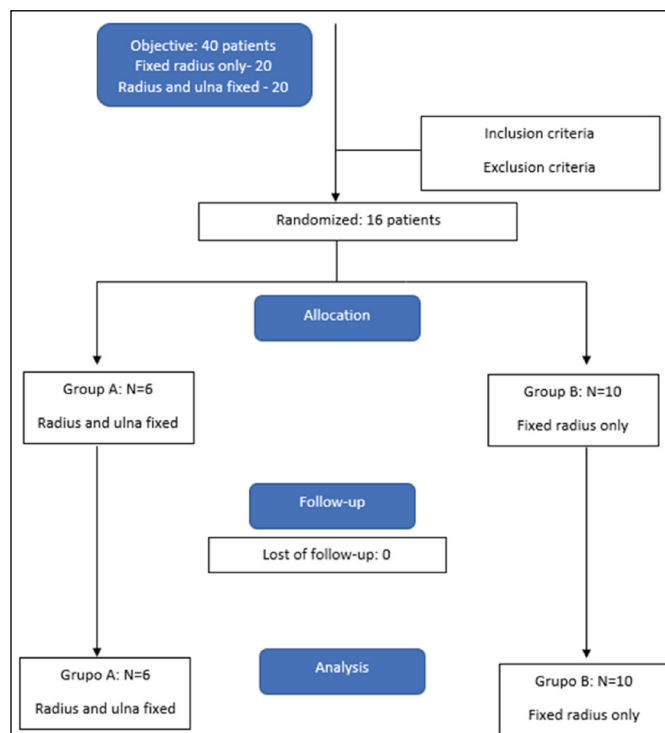 Objective: 40 patients
Fixed radius only- 20
Radius and ulna fixed - 20
Inclusion criteria
Exclusion criteria
Randomized: 16 patients
Allocation
Group A: N=6
Radius and ulna fixed
Group B: N=10
Fixed radius only
Follow-up
Lost of follow-up: 0
Analysis
Grupo A: N=6
Radius and ulna fixed
Grupo B: N=10
Fixed radius only